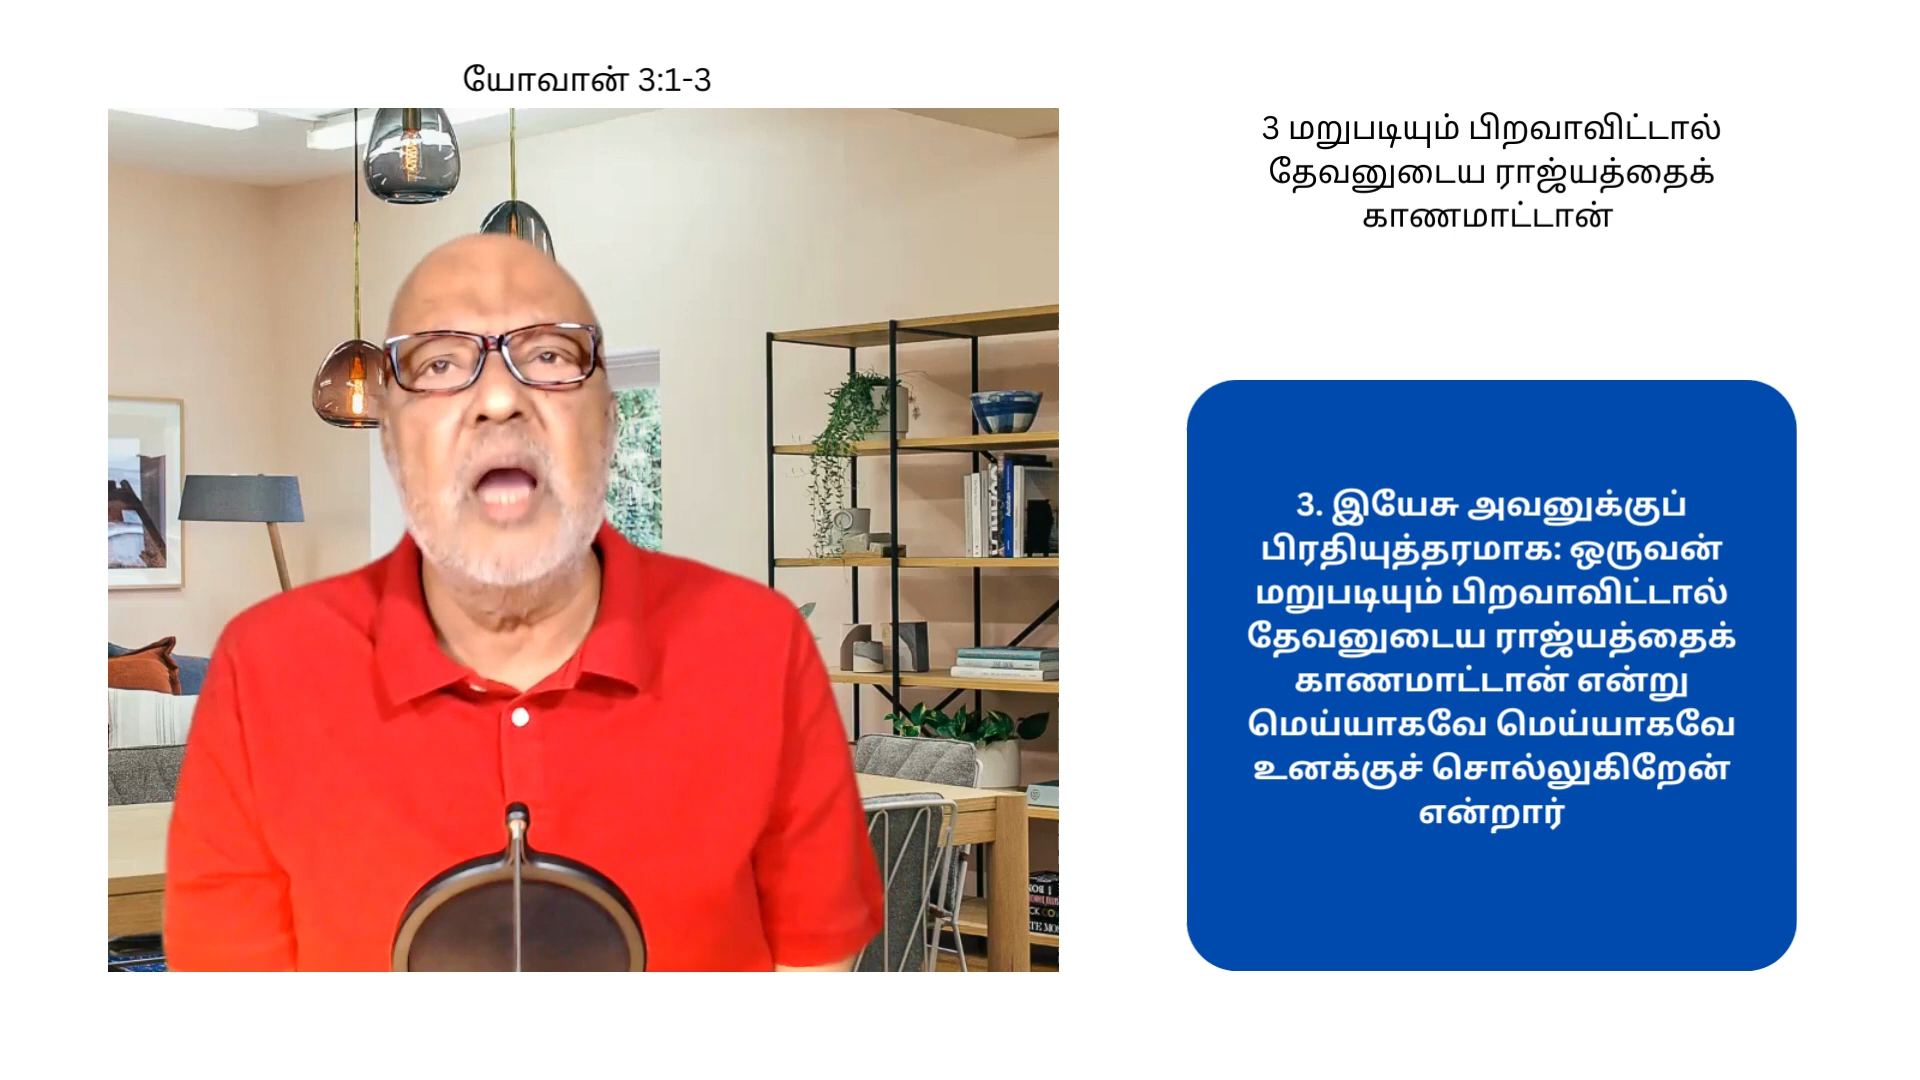 யோவான் 3:1-3
3 மறுபடியும் பிறவாவிட்டால்
தேவனுடைய ராஜ்யத்தைக்
காணமாட்டான்
3. இயேசு அவனுக்குப்
பிரதியுத்தரமாக: ஒருவன்
மறுபடியும் பிறவாவிட்டால்
தேவனுடைய ராஜ்யத்தைக்
காணமாட்டான் என்று
மெய்யாகவே மெய்யாகவே
உனக்குச் சொல்லுகிறேன்
என்றார்